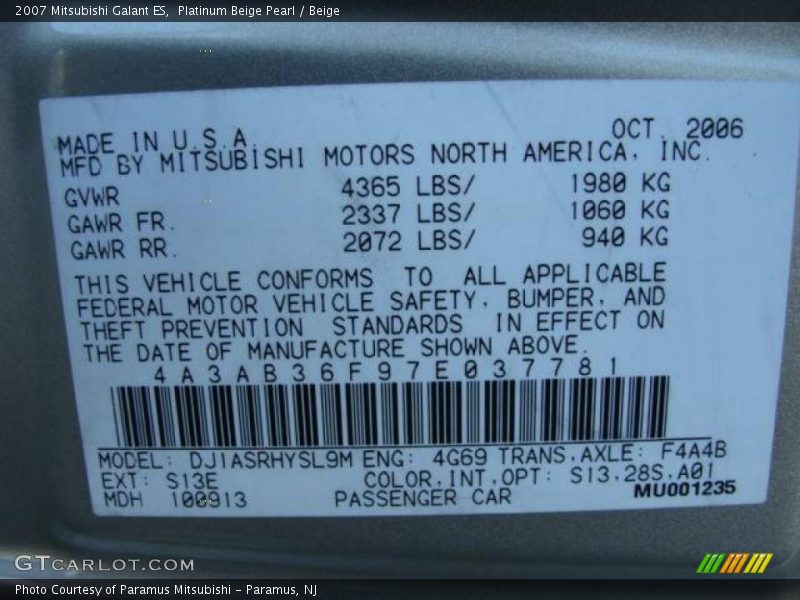 2007 Mitsubishi Galant ES,  Platinum Beige Pearl / Beige
MADE IN U.S.A. OCT. 2006
MFD BY MITSUBISHI MOTORS NORTH AMERICA, INC.
GVWR 4365 LBS/ 1980 KG
GAWR FR. 2337 LBS/ 1060 KG
GAWR RR. 2072 LBS/ 940 KG
THIS VEHICLE CONFORMS TO ALL APPLICABLE
FEDERAL MOTOR VEHICLE SAFETY, BUMPER, AND
THEFT PREVENTION STANDARDS IN EFFECT ON
THE DATE OF MANUFACTURE SHOWN ABOVE.
4A3AB36F97E037781
MODEL: DJ1ASRHYSL9M ENG: 4G69 TRANS.AXLE: F4A4B
EXT: S13E COLOR.INT.OPT: S13.28S.A01
MDH 100913 PASSENGER CAR MU001235
GTCARLOT.COM
Photo Courtesy of Paramus Mitsubishi - Paramus, NJ